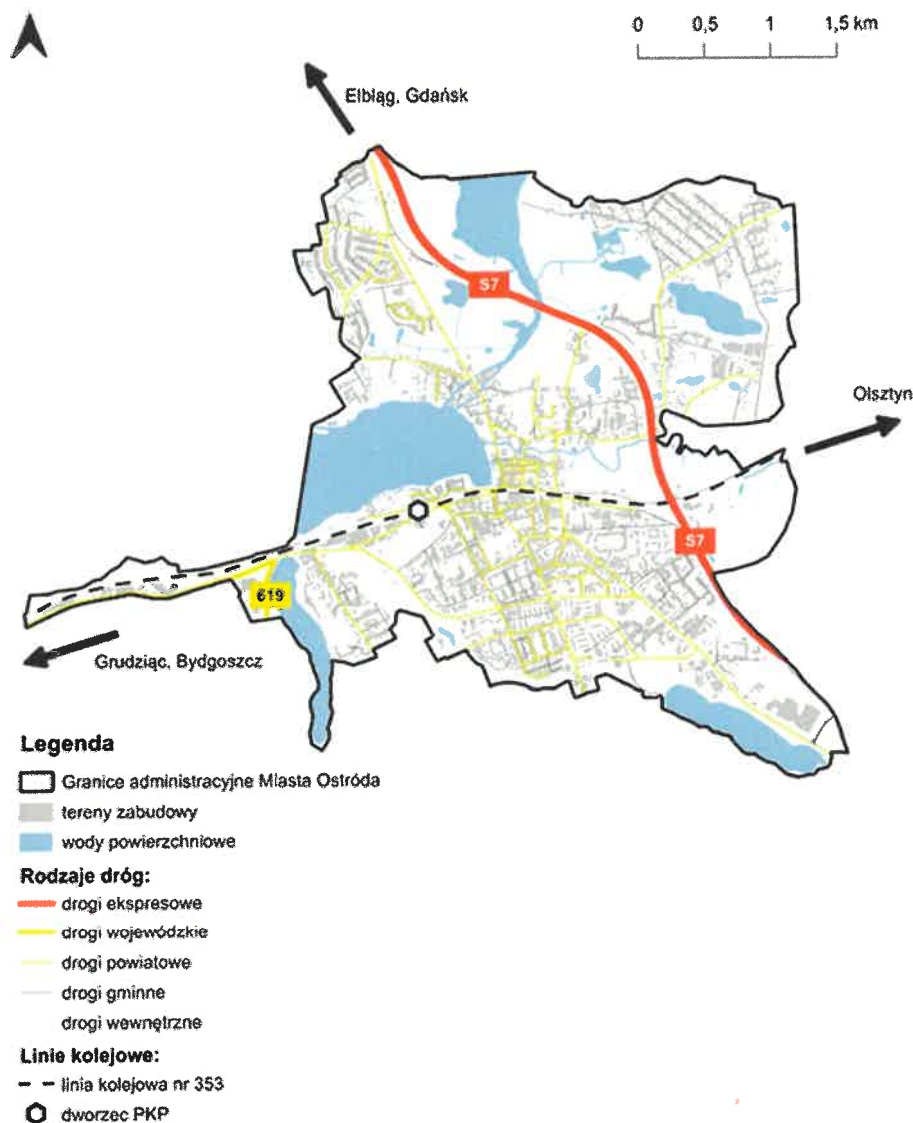 0 0,5 1 1,5 km
Elbląg, Gdańsk
S7
Olsztyn
S7
619
Grudziąc, Bydgoszcz
Legenda
Granice administracyjne Miasta Ostróda
tereny zabudowy
wody powierzchniowe
Rodzaje dróg:
drogi ekspresowe
drogi wojewódzkie
drogi powiatowe
drogi gminne
drogi wewnętrzne
Linie kolejowe:
linia kolejowa nr 353
dworzec PKP